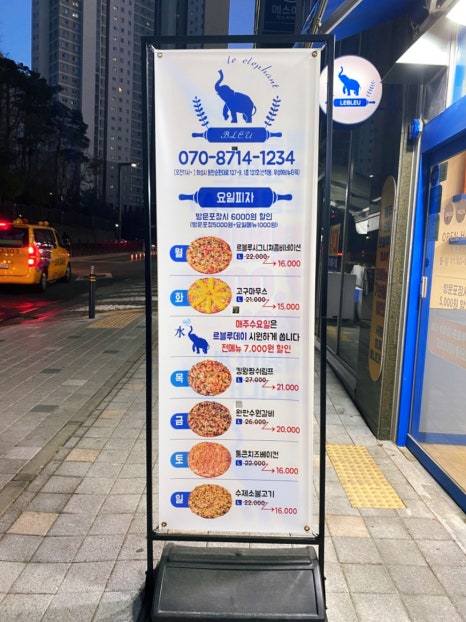 le elephant
BLEU
070-8714-1234
요일피자
방문포장시 6000원 할인
(방문포장5000원+요일메뉴1000원)
월
르블루시그니쳐콤비네이션
L 22,000
16,000
화
고구마무스
L 21,000
15,000
水
매주수요일은
르블루데이 시원하게 쏩니다
전메뉴 7,000원 할인
목
킹왕짱쉬림프
L 27,000
21,000
금
완판수원갈비
L 26,000
20,000
토
통큰치즈베이컨
L 22,000
16,000
일
수제소불고기
L 22,000
16,000
LEBLEU